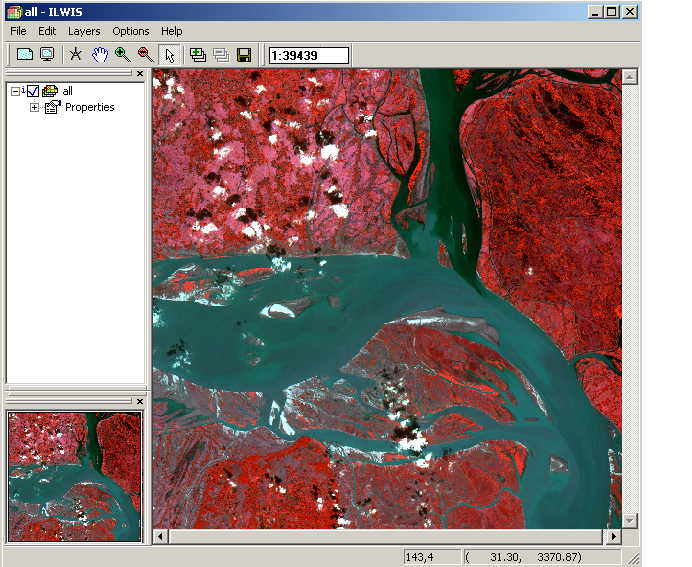 all - ILWIS
File Edit Layers Options Help
1:39439
all
Properties
143,4 ( 31.30, 3370.87)